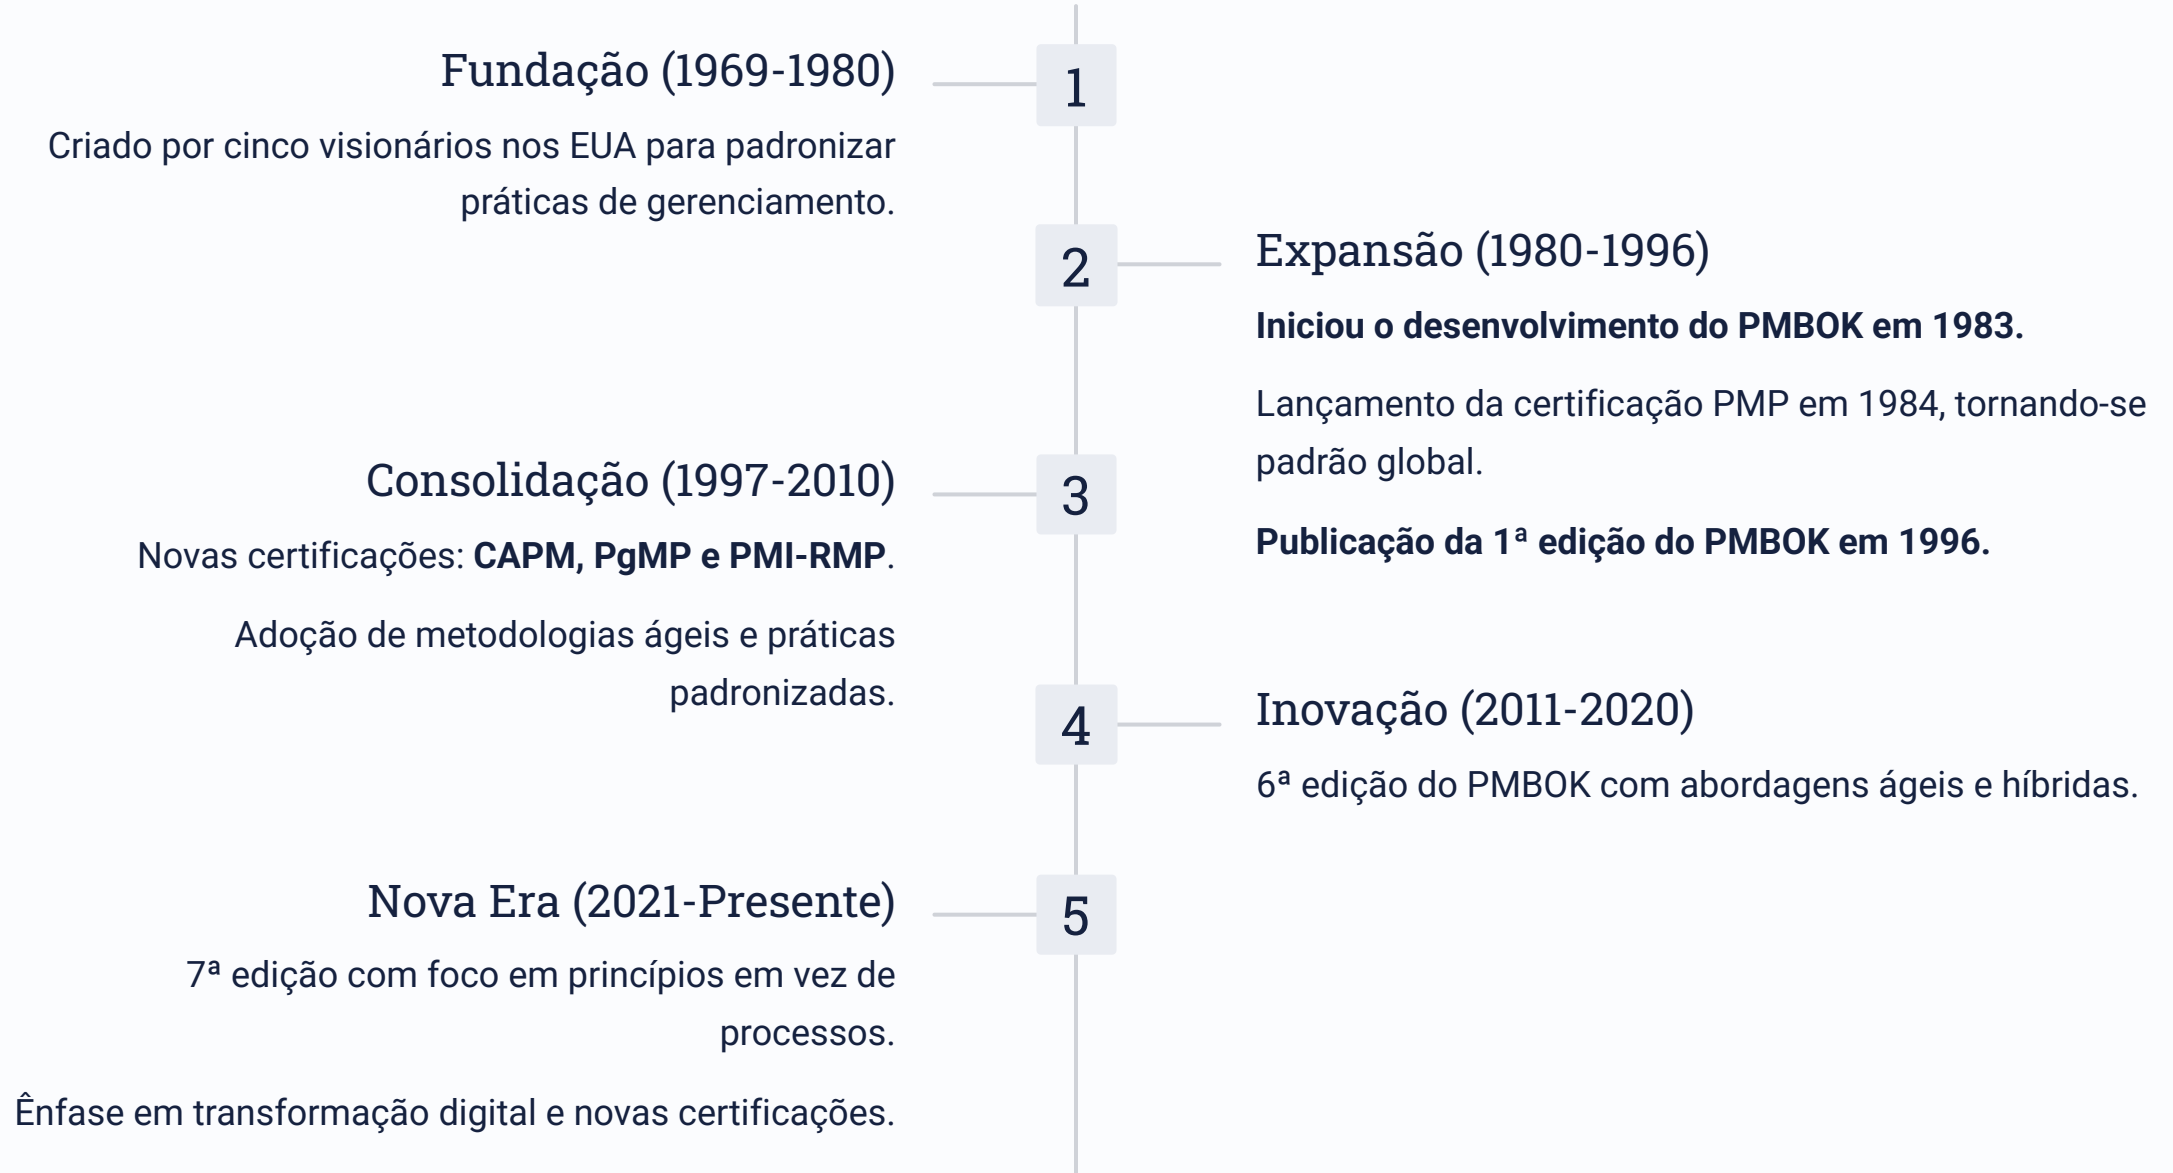 1
Fundação (1969-1980)
Criado por cinco visionários nos EUA para padronizar
práticas de gerenciamento.
2
Expansão (1980-1996)
Iniciou o desenvolvimento do PMBOK em 1983.
Lançamento da certificação PMP em 1984, tornando-se
padrão global.
Publicação da 1ª edição do PMBOK em 1996.
3
Consolidação (1997-2010)
Novas certificações: CAPM, PgMP e PMI-RMP.
Adoção de metodologias ágeis e práticas
padronizadas.
4
Inovação (2011-2020)
6ª edição do PMBOK com abordagens ágeis e híbridas.
5
Nova Era (2021-Presente)
7ª edição com foco em princípios em vez de
processos.
Ênfase em transformação digital e novas certificações.